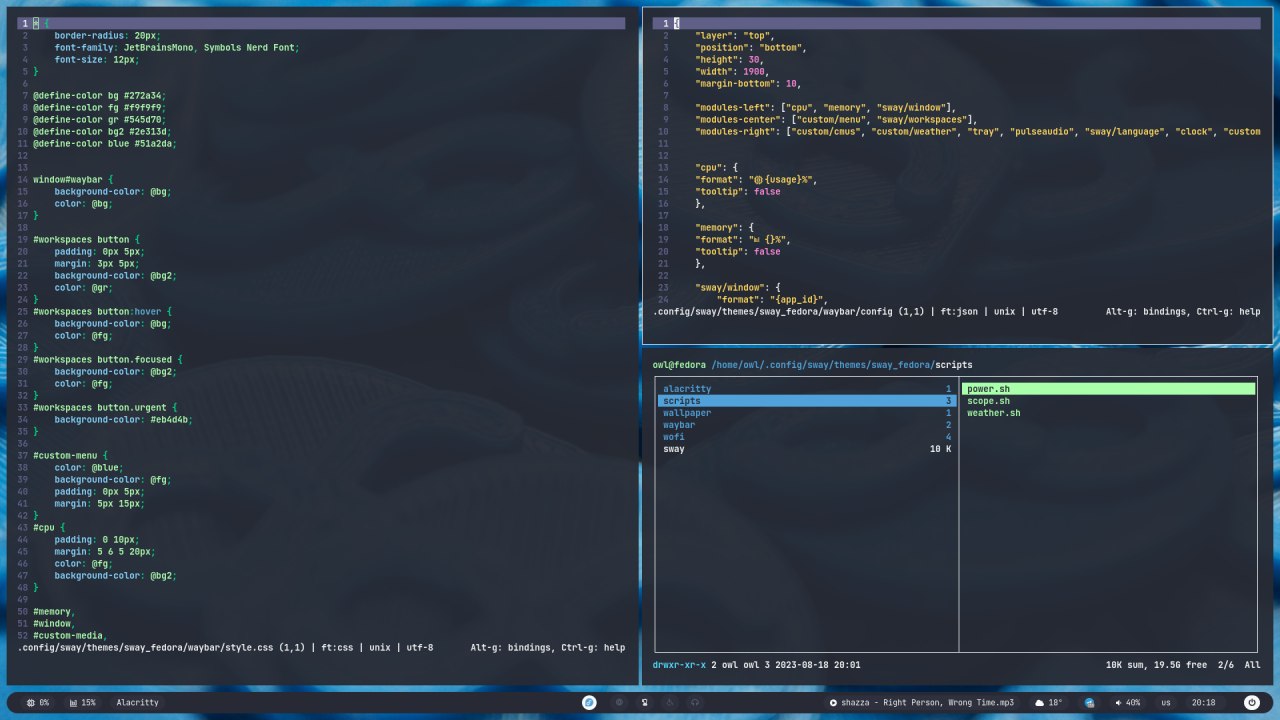 1 * {
2 border-radius: 20px;
3 font-family: JetBrainsMono, Symbols Nerd Font;
4 font-size: 12px;
5 }
6
7 @define-color bg #272a34;
8 @define-color fg #f9f9f9;
9 @define-color gr #545d70;
10 @define-color bg2 #2e313d;
11 @define-color blue #51a2da;
12
13
14 window#waybar {
15 background-color: @bg;
16 color: @bg;
17 }
18
19 #workspaces button {
20 padding: 0px 5px;
21 margin: 3px 5px;
22 background-color: @bg2;
23 color: @gr;
24 }
25 #workspaces button:hover {
26 background-color: @bg;
27 color: @fg;
28 }
29 #workspaces button.focused {
30 background-color: @bg2;
31 color: @fg;
32 }
33 #workspaces button.urgent {
34 background-color: #eb4d4b;
35 }
36
37 #custom-menu {
38 color: @blue;
39 background-color: @fg;
40 padding: 0px 5px;
41 margin: 5px 15px;
42 }
43 #cpu {
44 padding: 0 10px;
45 margin: 5 6 5 20px;
46 color: @fg;
47 background-color: @bg2;
48 }
49
50 #memory,
51 #window,
52 #custom-media,
.config/sway/themes/sway_fedora/waybar/style.css (1,1) | ft:css | unix | utf-8 Alt-g: bindings, Ctrl-g: help
1 {
2 "layer": "top",
3 "position": "bottom",
4 "height": 30,
5 "width": 1900,
6 "margin-bottom": 10,
7
8 "modules-left": ["cpu", "memory", "sway/window"],
9 "modules-center": ["custom/menu", "sway/workspaces"],
10 "modules-right": ["custom/cmus", "custom/weather", "tray", "pulseaudio", "sway/language", "clock", "custom
11
12
13 "cpu": {
14 "format": "{usage}%",
15 "tooltip": false
16 },
17
18 "memory": {
19 "format": " {}%",
20 "tooltip": false
21 },
22
23 "sway/window": {
24 "format": "{app_id}",
.config/sway/themes/sway_fedora/waybar/config (1,1) | ft:json | unix | utf-8 Alt-g: bindings, Ctrl-g: help
owl@fedora /home/owl/.config/sway/themes/sway_fedora/scripts
alacritty 1 power.sh
scripts 3 scope.sh
wallpaper 1 weather.sh
waybar 2
wofi 4
sway 10 K
drwxr-xr-x 2 owl owl 3 2023-08-18 20:01 10K sum, 19.5G free 2/6 All
0% 15% Alacritty shazza - Right Person, Wrong Time.mp3 18° 40% us 20:18